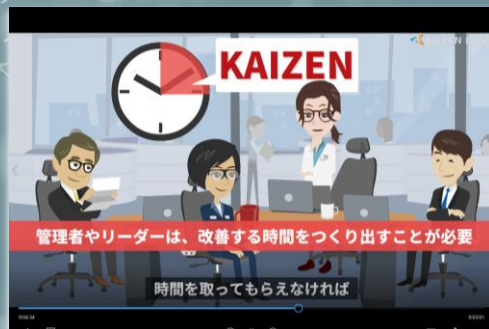 KAIZEN
管理者やリーダーは、改善する時間をつくり出すことが必要
時間を取ってもらえなければ